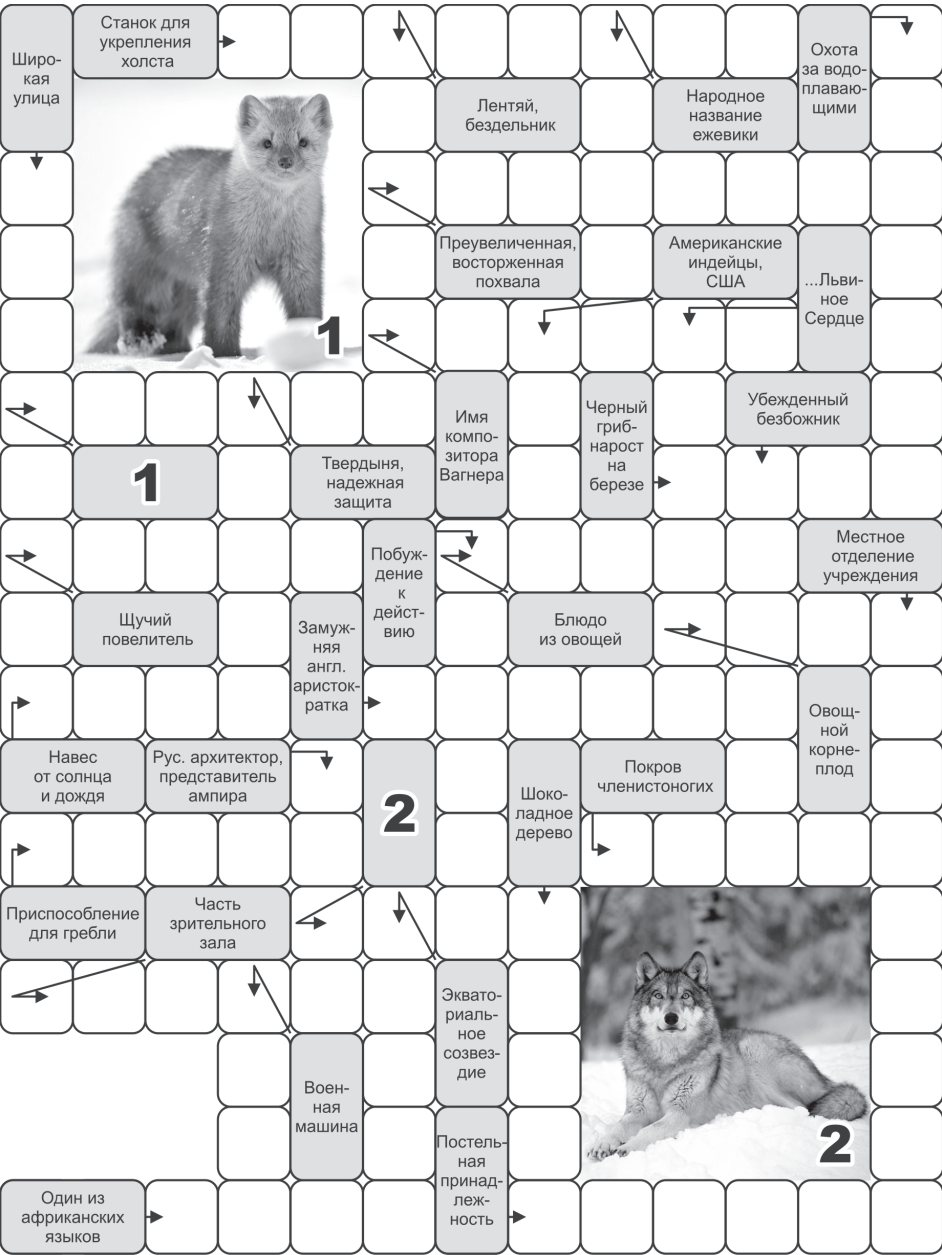 Широ-
кая
улица
Станок для
укрепления
холста
Охота
за водо-
плаваю-
щими
Лентяй,
бездельник
Народное
название
ежевики
Преувеличенная,
восторженная
похвала
Американские
индейцы,
США
...Льви-
ное
Сердце
1
Имя
компо-
зитора
Вагнера
Черный
гриб-
нарост
на
березе
Убежденный
безбожник
1
Твердыня,
надежная
защита
Побуж-
дение
к
дейст-
вию
Местное
отделение
учреждения
Щучий
повелитель
Замуж-
няя
англ.
аристок-
ратка
Блюдо
из овощей
Овощ-
ной
корне-
плод
Навес
от солнца
и дождя
Рус. архитектор,
представитель
ампира
2
Шоко-
ладное
дерево
Покров
членистоногих
Приспособление
для гребли
Часть
зрительного
зала
Эквато-
риаль-
ное
созвез-
дие
Воен-
ная
машина
Постель-
ная
принад-
леж-
ность
2
Один из
африканских
языков